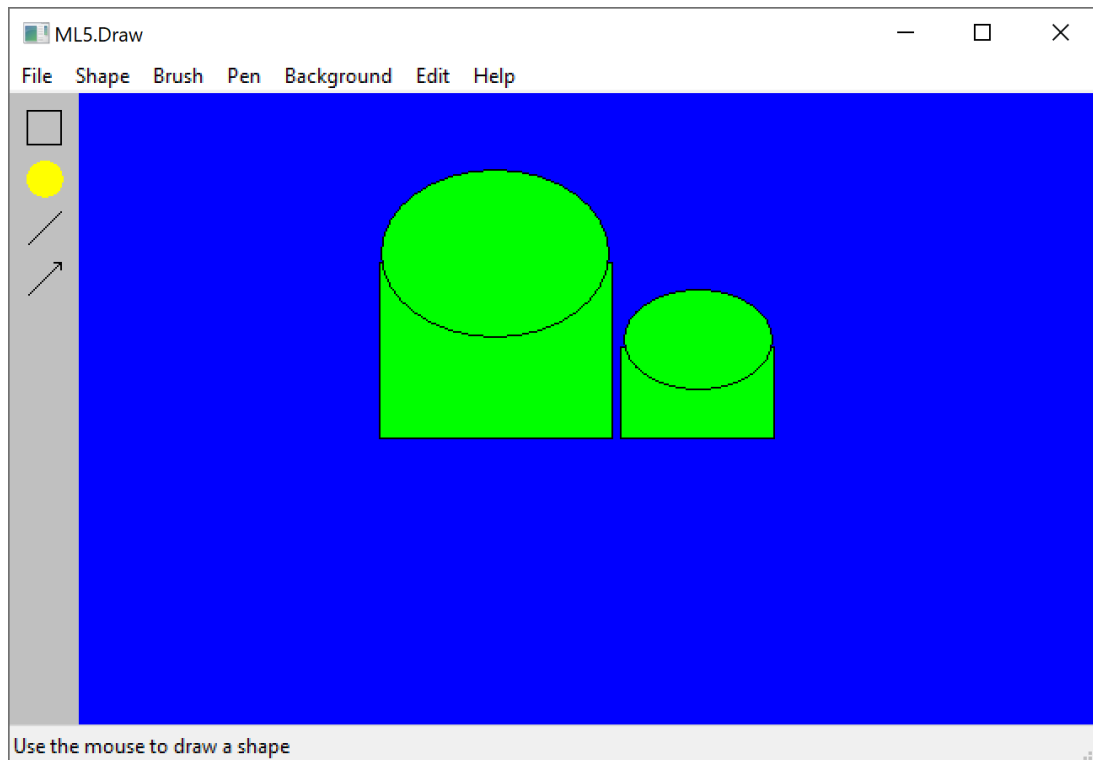 ML5.Draw
File Shape Brush Pen Background Edit Help
Use the mouse to draw a shape